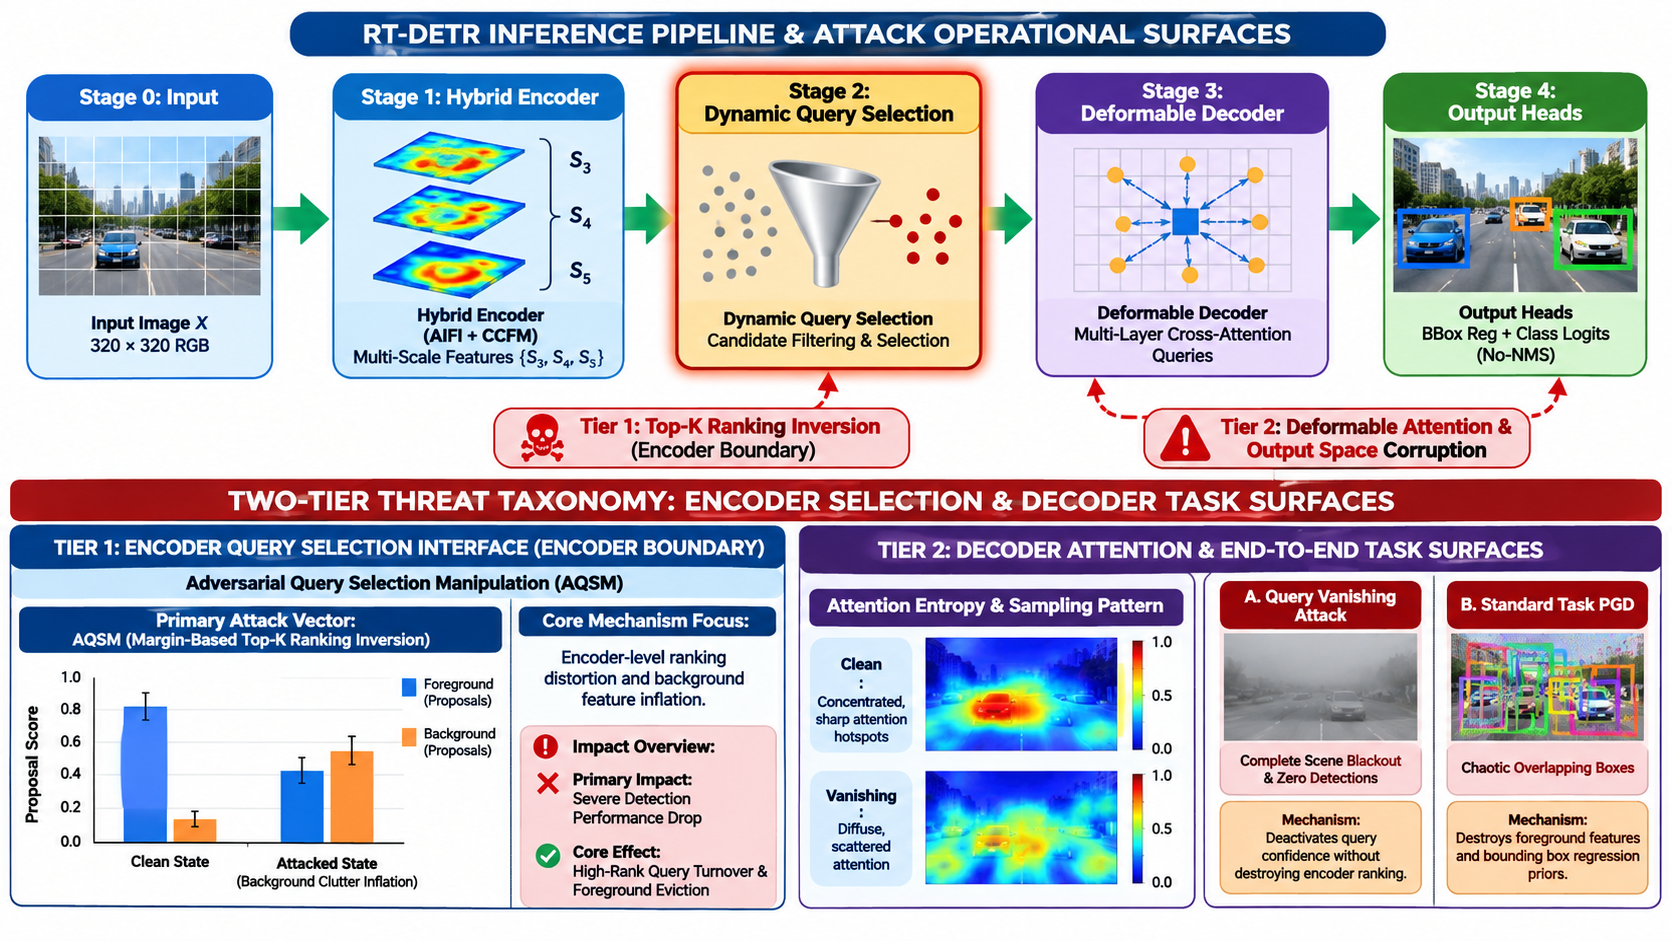 RT-DETR INFERENCE PIPELINE & ATTACK OPERATIONAL SURFACES
Stage 0: Input
Input Image X
320 × 320 RGB
Stage 1: Hybrid Encoder
S3
S4
S5
Hybrid Encoder
(AIFI + CCFM)
Multi-Scale Features {S3, S4, S5}
Stage 2:
Dynamic Query Selection
Dynamic Query Selection
Candidate Filtering & Selection
Stage 3:
Deformable Decoder
Deformable Decoder
Multi-Layer Cross-Attention
Queries
Stage 4:
Output Heads
Output Heads
BBox Reg + Class Logits
(No-NMS)
Tier 1: Top-K Ranking Inversion
(Encoder Boundary)
Tier 2: Deformable Attention &
Output Space Corruption
TWO-TIER THREAT TAXONOMY: ENCODER SELECTION & DECODER TASK SURFACES
TIER 1: ENCODER QUERY SELECTION INTERFACE (ENCODER BOUNDARY)
Adversarial Query Selection Manipulation (AQSM)
Primary Attack Vector:
AQSM (Margin-Based Top-K Ranking Inversion)
Proposal Score
1.0
0.8
0.6
0.4
0.2
0.0
Foreground
(Proposals)
Background
(Proposals)
Clean State
Attacked State
(Background Clutter Inflation)
Core Mechanism Focus:
Encoder-level ranking
distortion and background
feature inflation.
Impact Overview:
Primary Impact:
Severe Detection
Performance Drop
Core Effect:
High-Rank Query Turnover &
Foreground Eviction
TIER 2: DECODER ATTENTION & END-TO-END TASK SURFACES
Attention Entropy & Sampling Pattern
Clean
:
Concentrated,
sharp attention
hotspots
1.0
0.5
0.0
Vanishing
:
Diffuse,
scattered
attention
1.0
0.5
0.0
A. Query Vanishing
Attack
Complete Scene Blackout
& Zero Detections
Mechanism:
Deactivates query
confidence without
destroying encoder ranking.
B. Standard Task PGD
Chaotic Overlapping Boxes
Mechanism:
Destroys foreground features
and bounding box regression
priors.